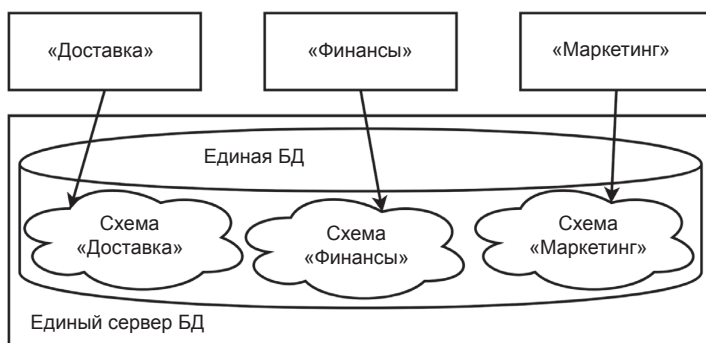 «Доставка»
«Финансы»
«Маркетинг»
Единая БД
Схема
«Доставка»
Схема
«Финансы»
Схема
«Маркетинг»
Единый сервер БД